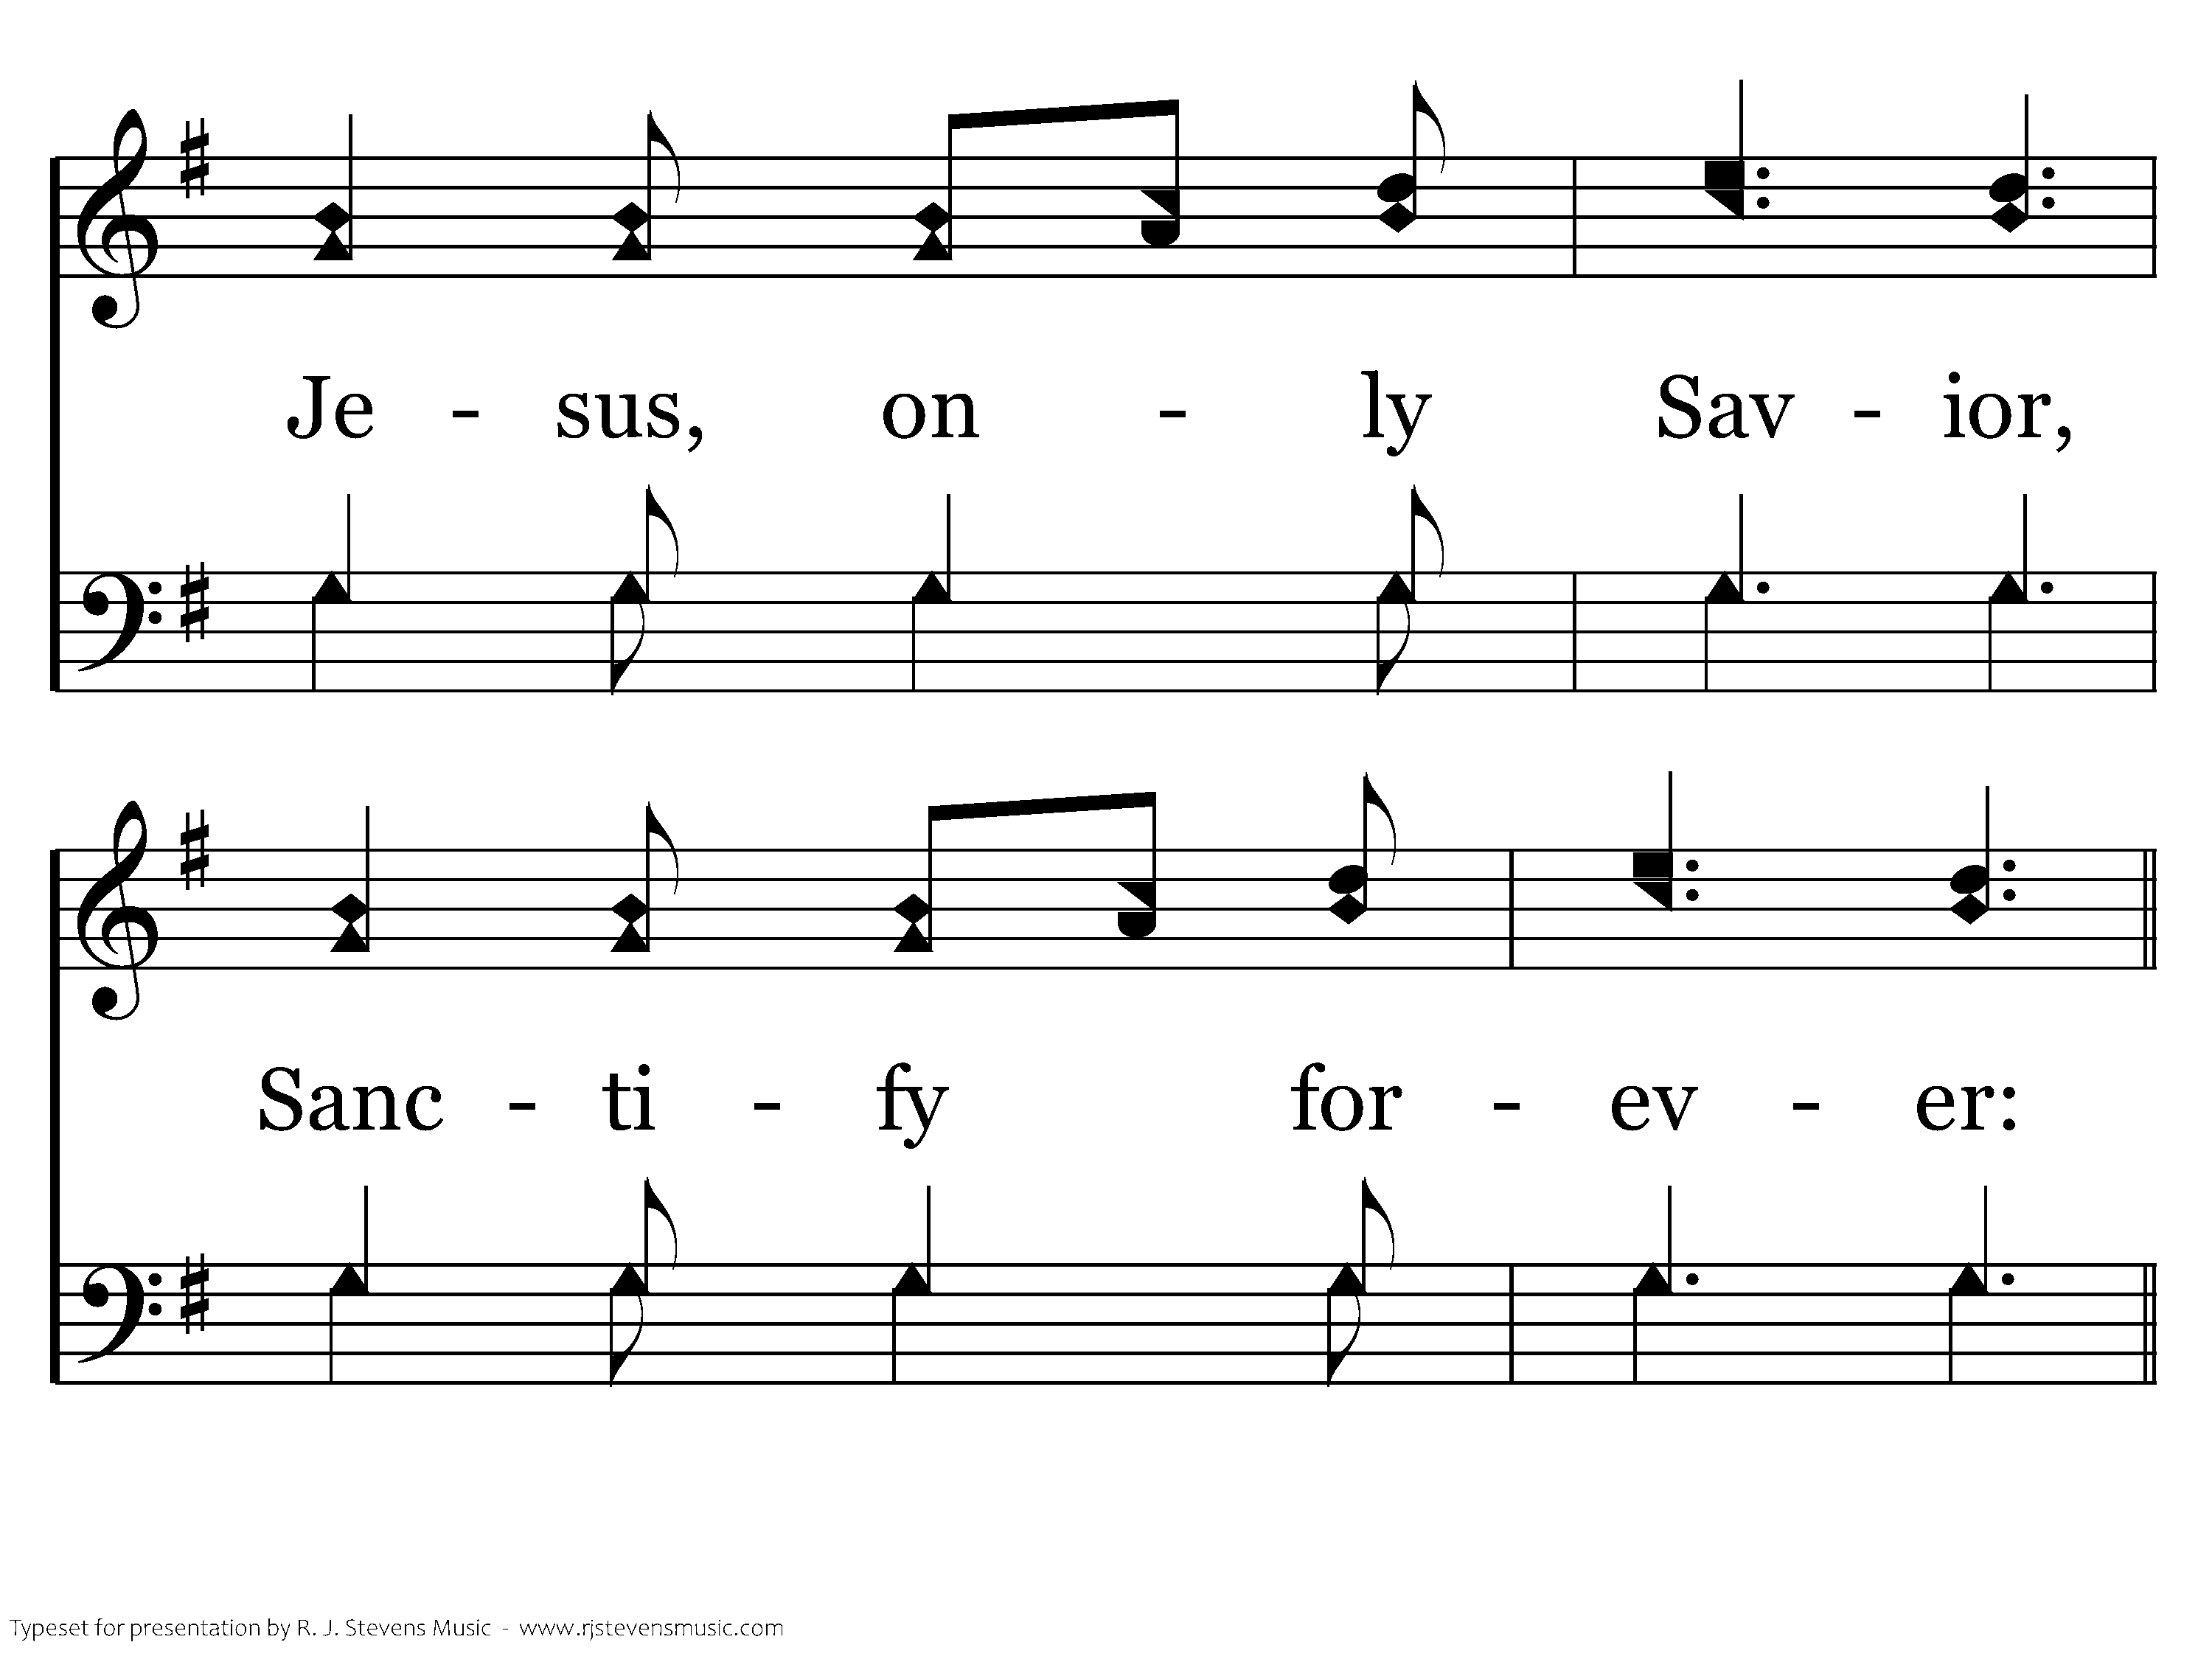 Je - sus, on - ly Sav - ior,
Sanc - ti - fy for - ev - er:
Typeset for presentation by R. J. Stevens Music - www.rjstevensmusic.com